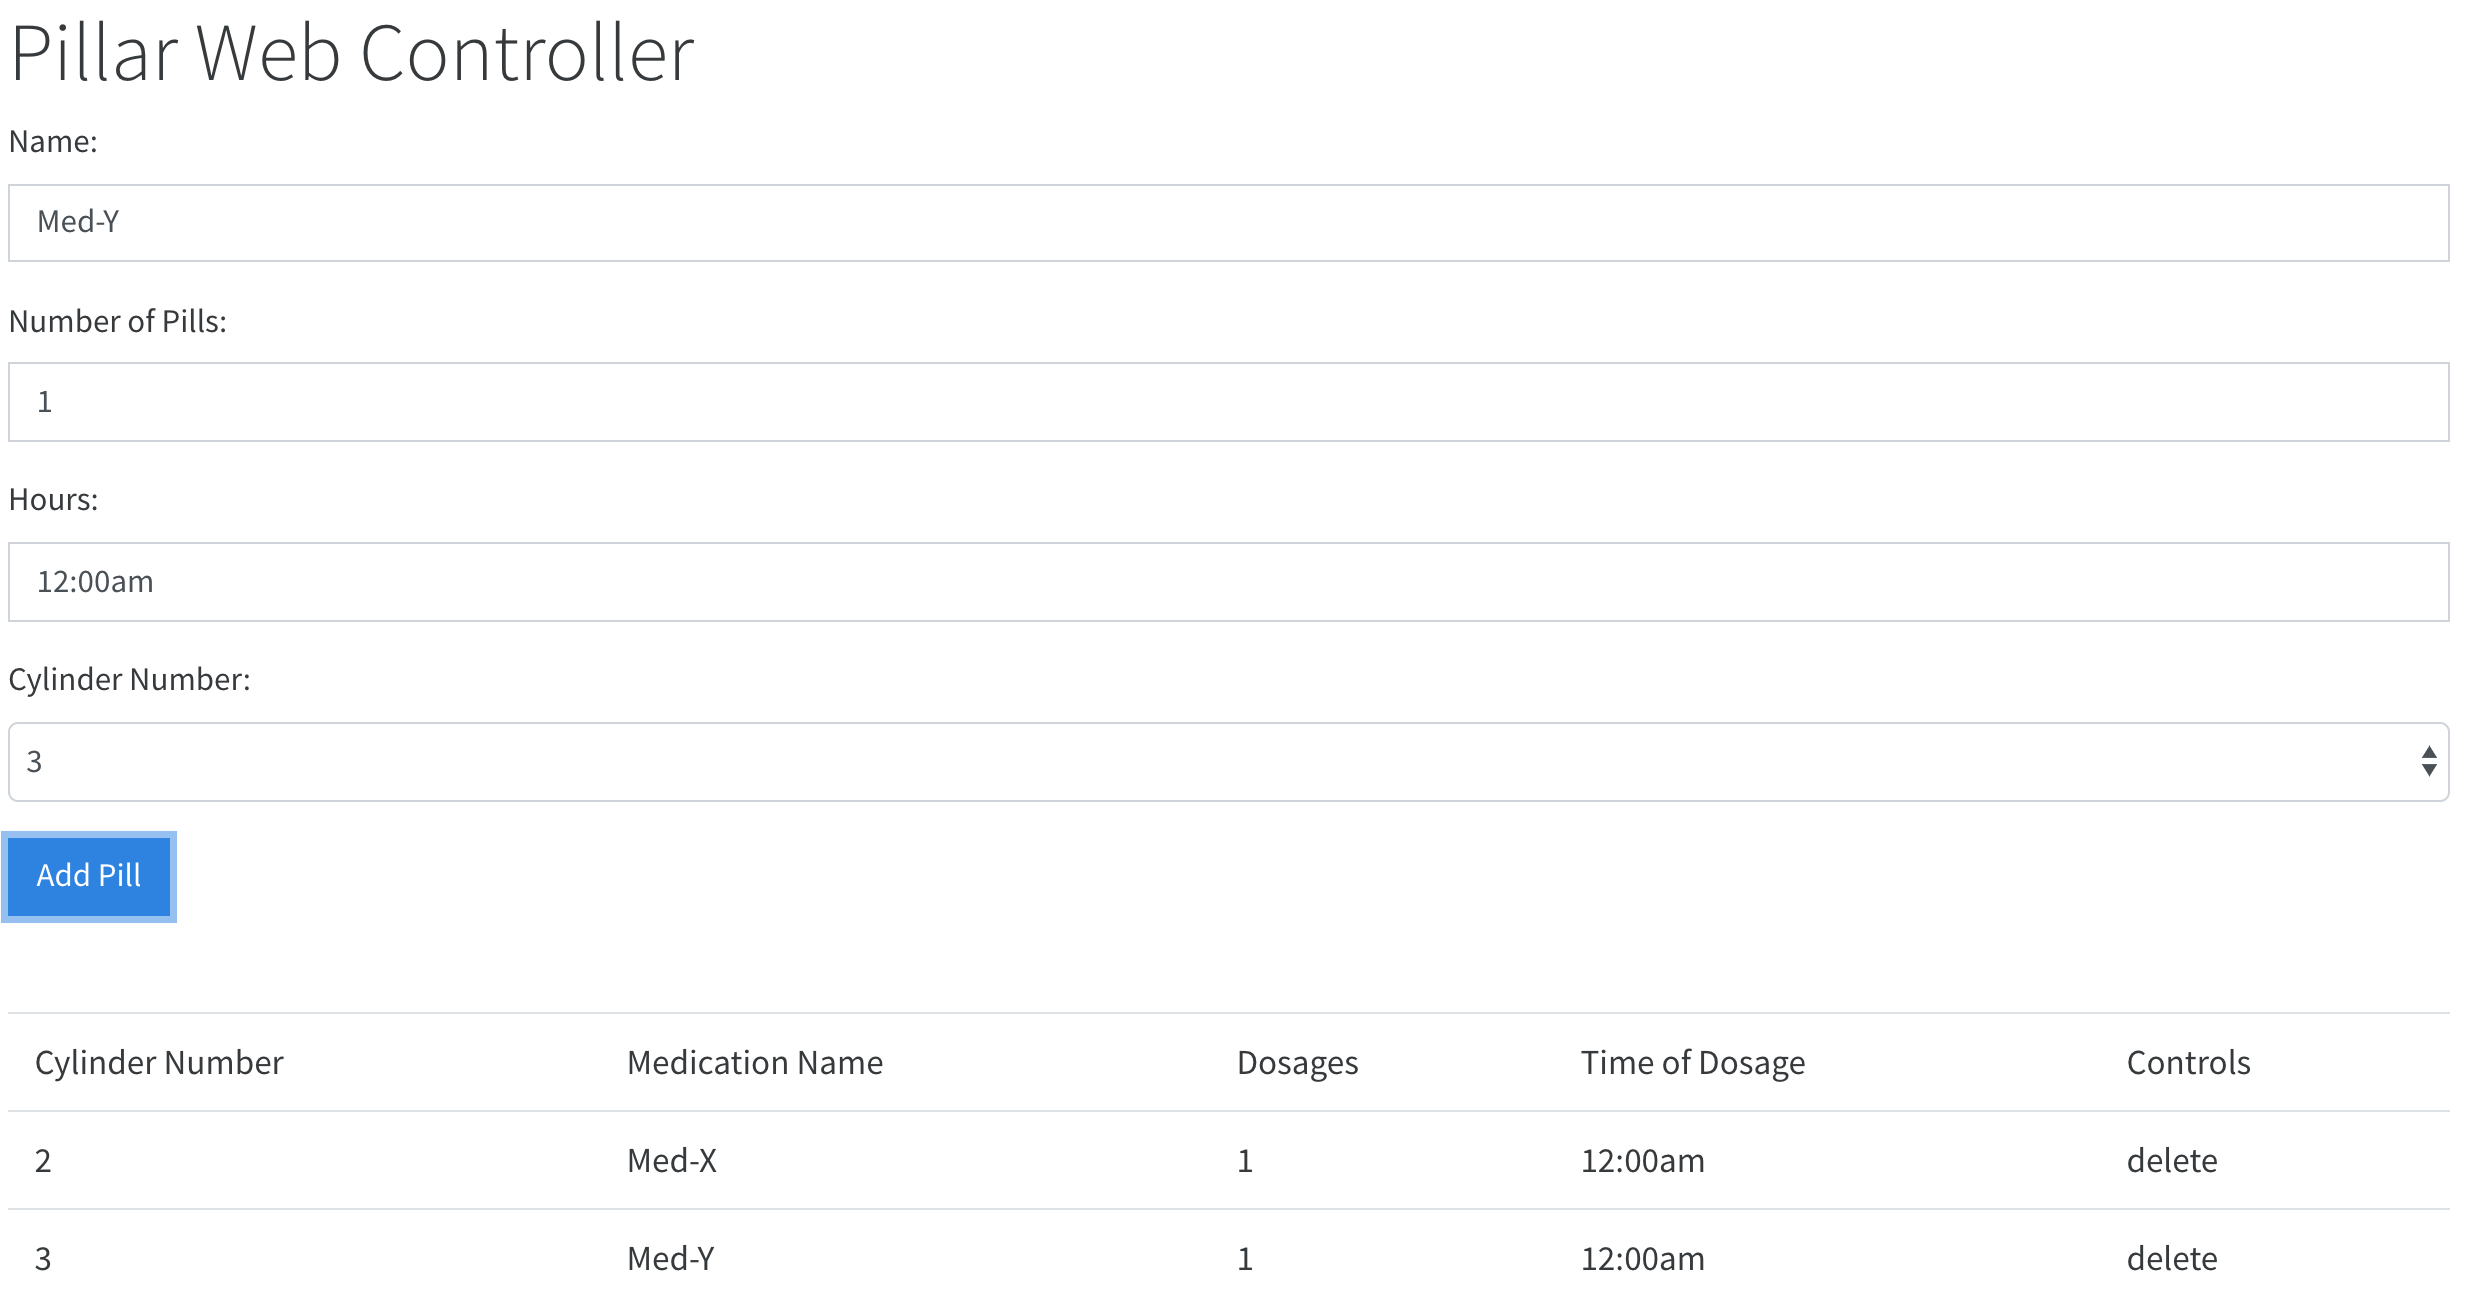 Pillar Web Controller
Name:
Med-Y
Number of Pills:
1
Hours:
12:00am
Cylinder Number:
3
Add Pill
Cylinder Number Medication Name Dosages Time of Dosage Controls
2 Med-X 1 12:00am delete
3 Med-Y 1 12:00am delete